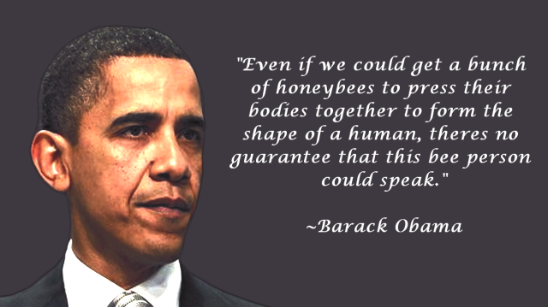 "Even if we could get a bunch
of honeybees to press their
bodies together to form the
shape of a human, theres no
guarantee that this bee person
could speak."
~Barack Obama